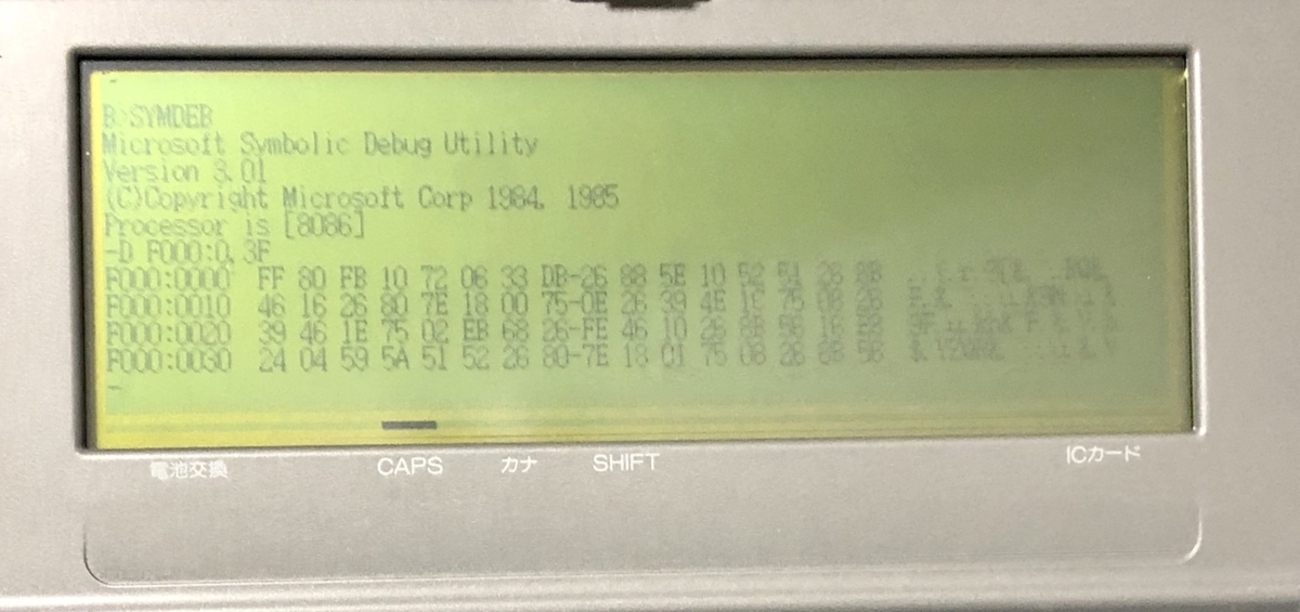 B>SYMDEB
Microsoft Symbolic Debug Utility
Version 3.01
(C)Copyright Microsoft Corp 1984, 1985
Processor is [8086]
-D F000:0,3F
F000:0000 FF 80 FB 10 72 06 33 DB-26 88 5E 10 52 51 26 8B
F000:0010 46 16 26 80 7E 18 00 75-0E 26 39 4E 1C 75 08 26
F000:0020 39 46 1E 75 02 EB 68 26-FE 46 10 26 8B 56 16 E8
F000:0030 24 04 59 5A 51 52 26 80-7E 18 01 75 0B 26 8B 56
-
電池交換 CAPS カナ SHIFT ICカード